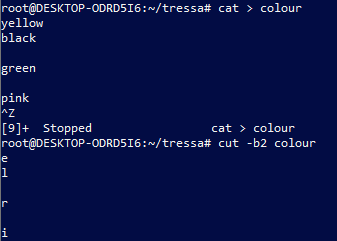 root@DESKTOP-ODRD5I6:~/tressa# cat > colour
yellow
black

green

pink
^Z
[9]+  Stopped                 cat > colour
root@DESKTOP-ODRD5I6:~/tressa# cut -b2 colour
e
l

r

i